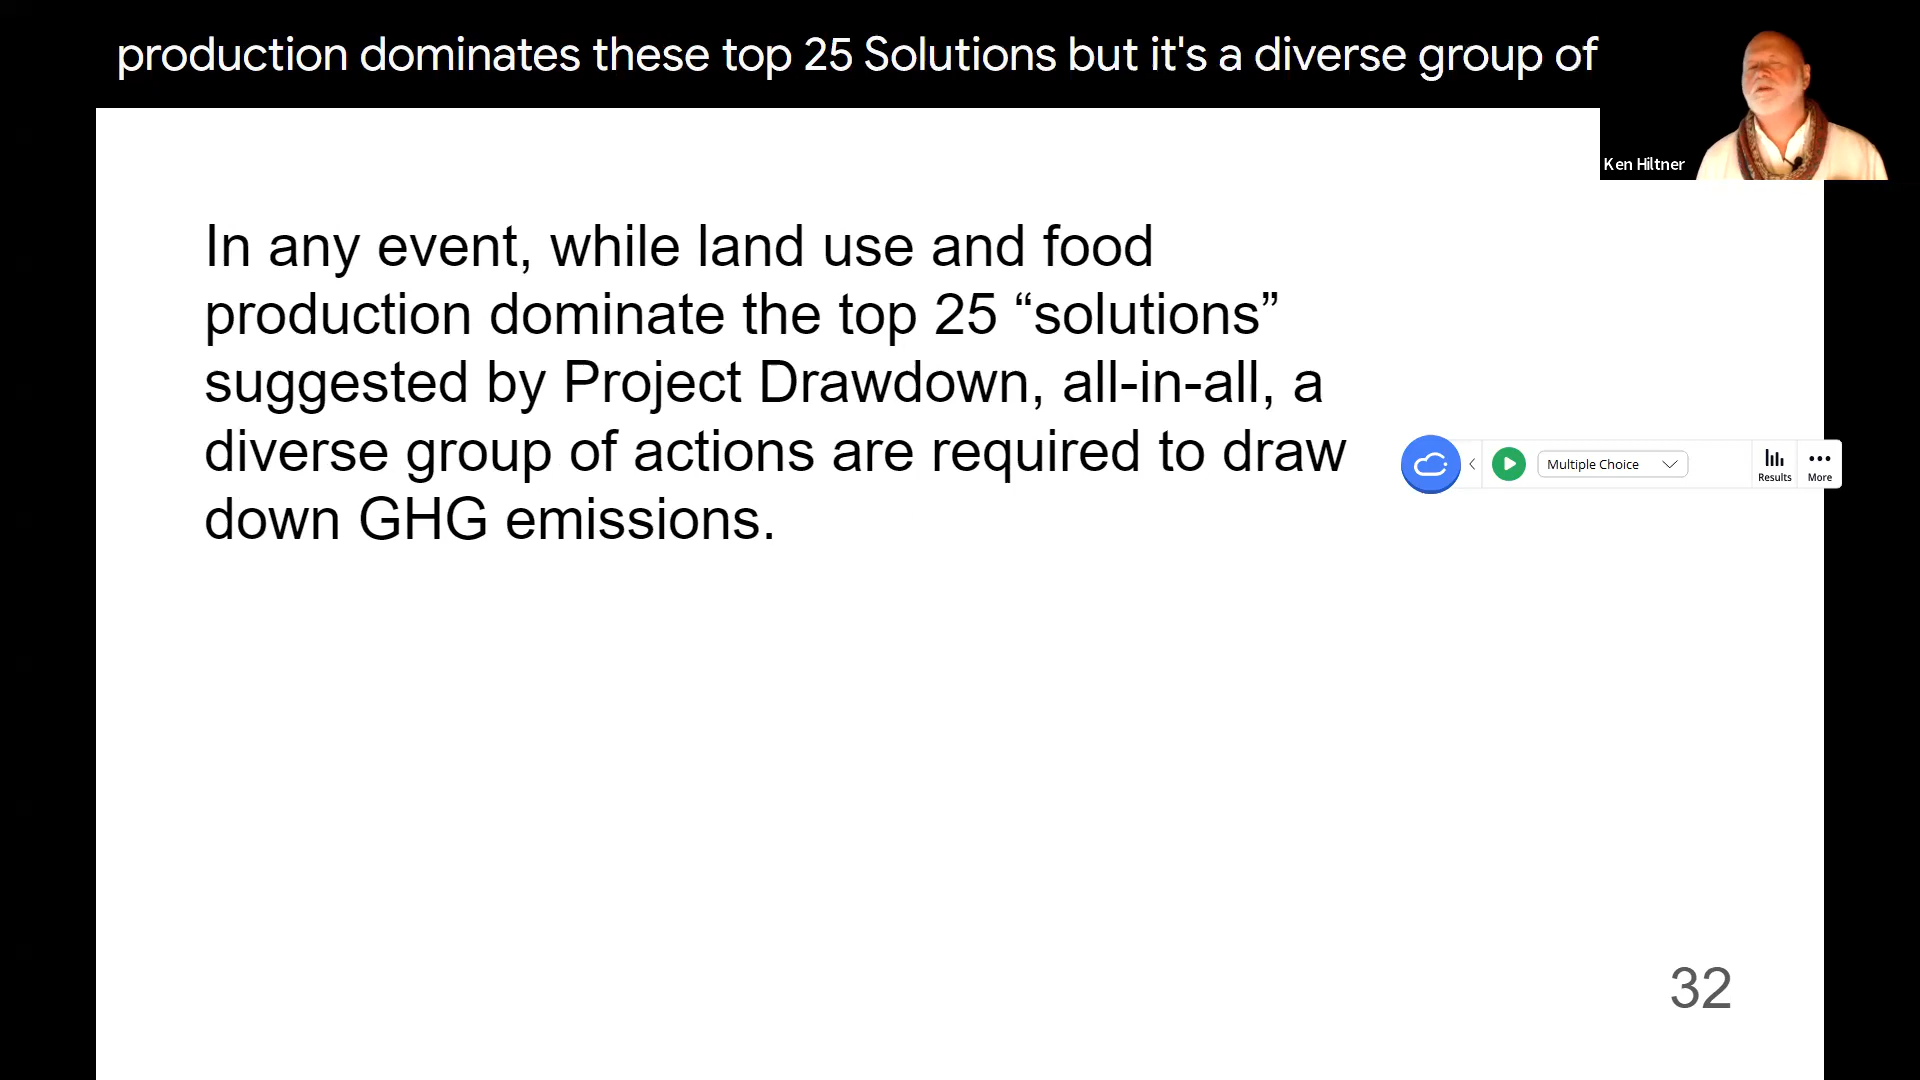 production dominates these top 25 Solutions but it's a diverse group of
Ken Hiltner
In any event, while land use and food
production dominate the top 25 “solutions”
suggested by Project Drawdown, all-in-all, a
diverse group of actions are required to draw
down GHG emissions.
Multiple Choice
Results
More
32